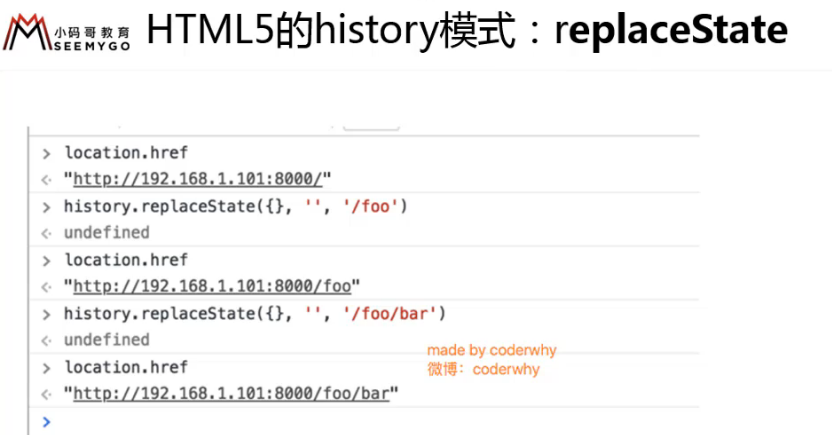 小码哥教育
SEEMYGO
HTML5的history模式：replaceState
> location.href
<· "http://192.168.1.101:8000/"
> history.replaceState({}, '', '/foo')
<· undefined
> location.href
<· "http://192.168.1.101:8000/foo"
> history.replaceState({}, '', '/foo/bar')
<· undefined
> location.href
<· "http://192.168.1.101:8000/foo/bar"
>
made by coderwhy
微博：coderwhy